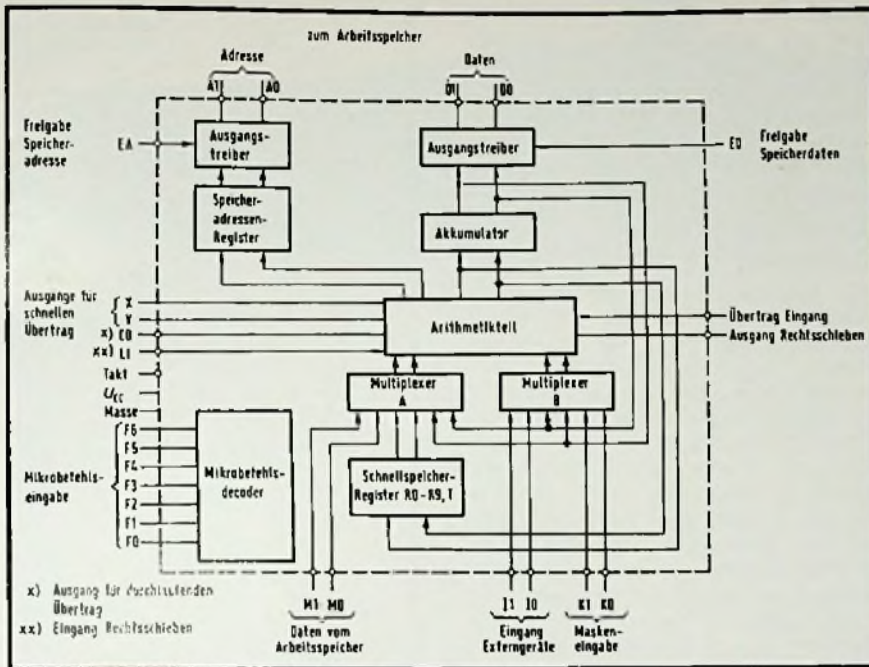 zum Arbeitsspeicher
Adresse
Daten
A1 A0
D1 D0
Freigabe
Speicher-
adresse
EA
Ausgangs-
treiber
Ausgangstreiber
ED
Freigabe
Speicherdaten
Speicher-
adressen-
Register
Akkumulator
Ausgänge für
schnellen
Übertrag
X
Y
x) CO
xx) LI
Arithmetikteil
Übertrag Eingang
Ausgang Rechtsschieben
Takt
UCC
Masse
Multiplexer
A
Multiplexer
B
Mikrobefehls-
eingabe
F6
F5
F4
F3
F2
F1
F0
Mikrobefehls-
decoder
Schnellspeicher-
Register R0-R9, T
x) Ausgang für durchlaufenden
Übertrag
xx) Eingang Rechtsschieben
M1 M0
I1 I0
K1 K0
Daten vom
Arbeitsspeicher
Eingang
Externgeräte
Masken-
eingabe